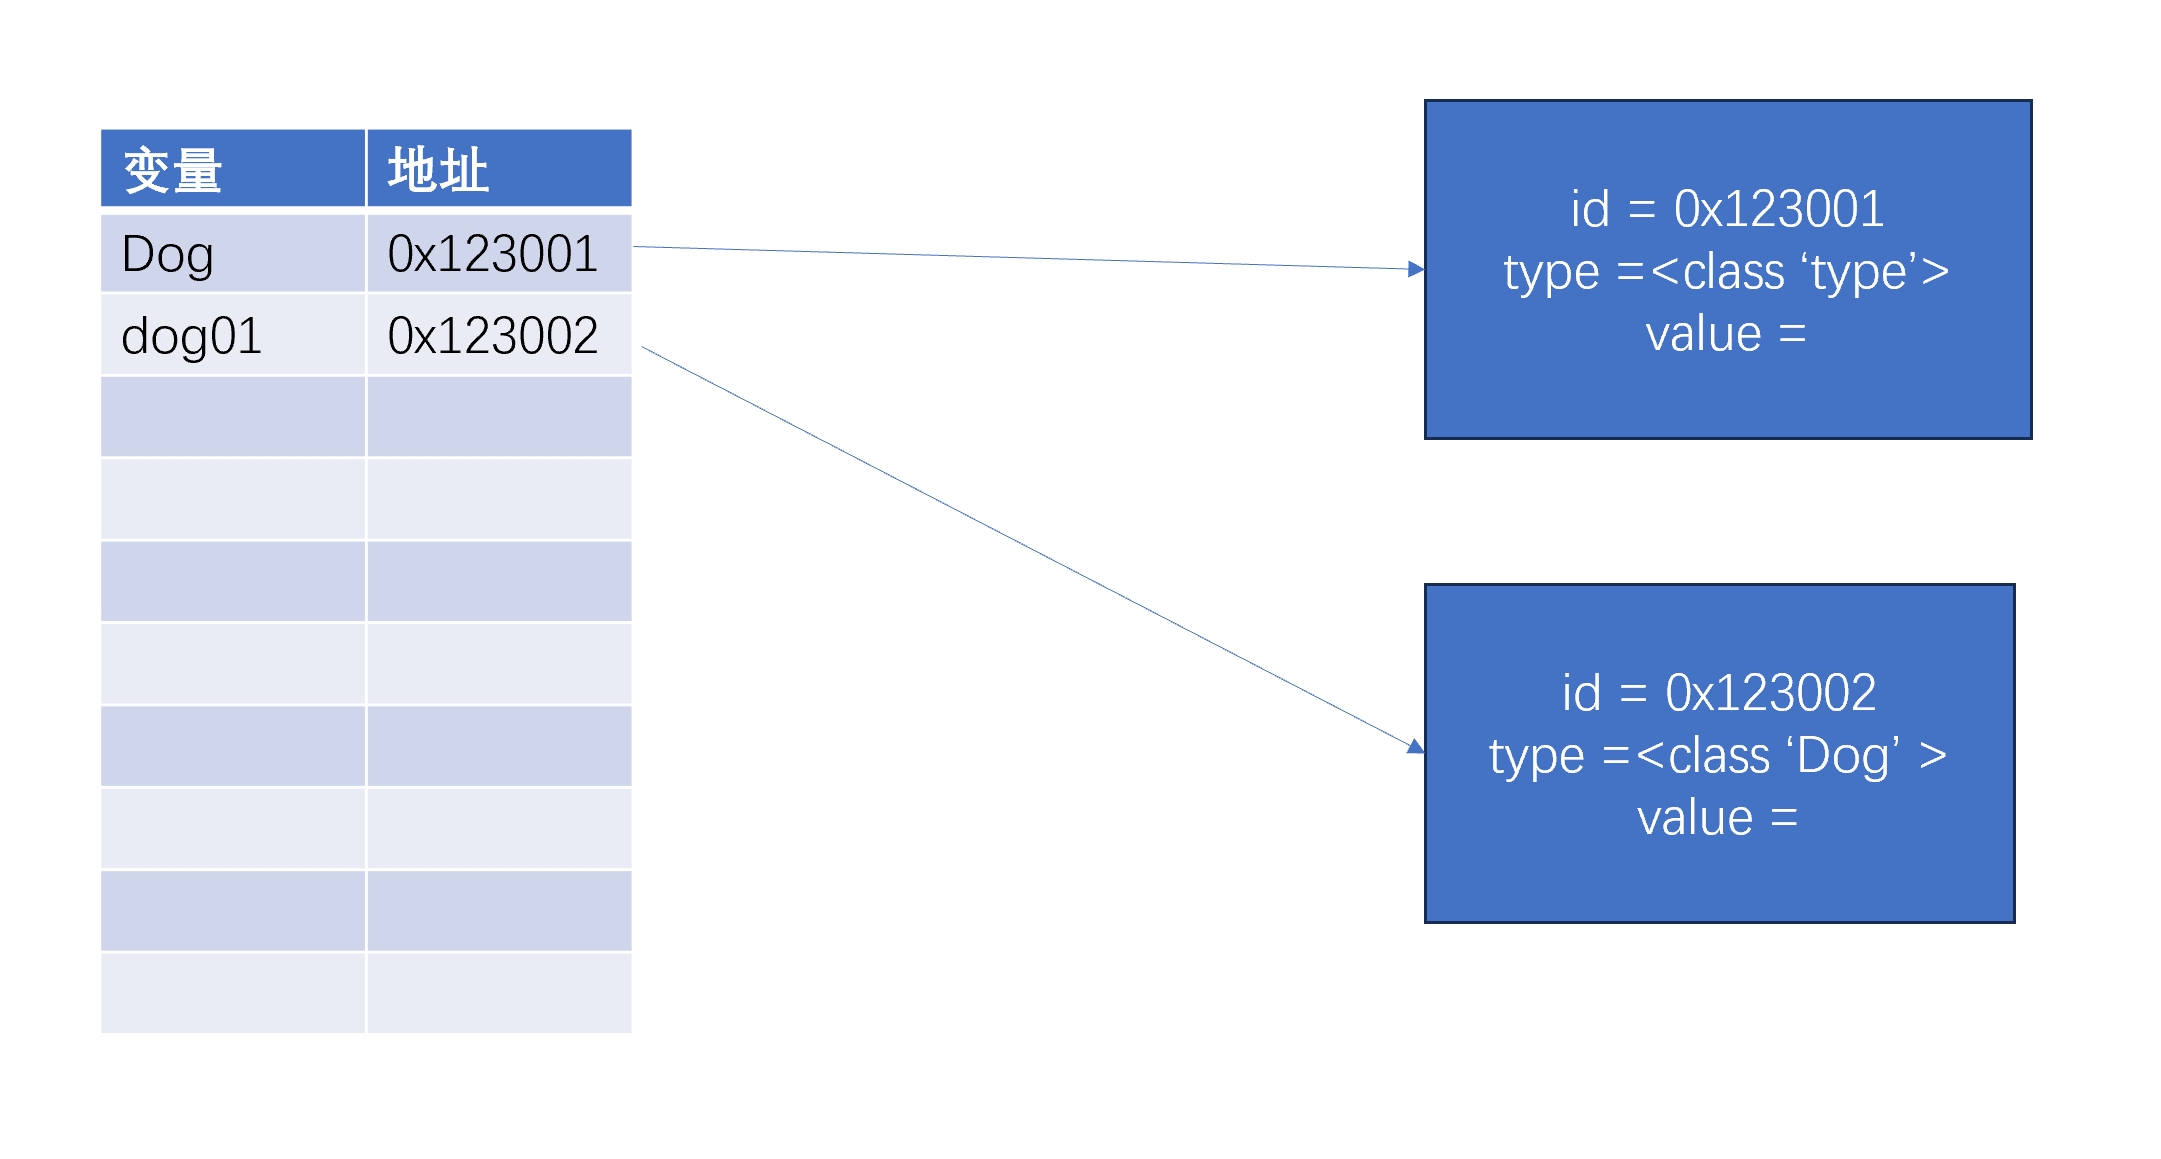 变量 地址
Dog 0x123001
dog01 0x123002
id = 0x123001
type =<class ‘type’>
value =
id = 0x123002
type =<class ‘Dog’ >
value =